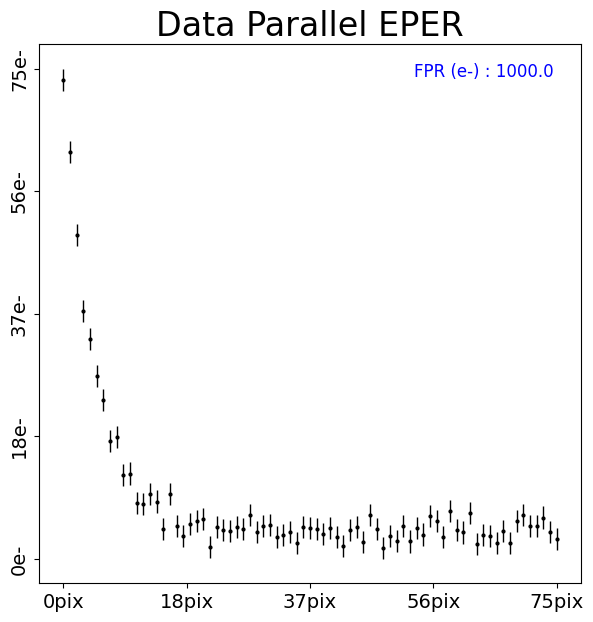 Data Parallel EPER
FPR (e-) : 1000.0
75e-
56e-
37e-
18e-
0e-
0pix 18pix 37pix 56pix 75pix